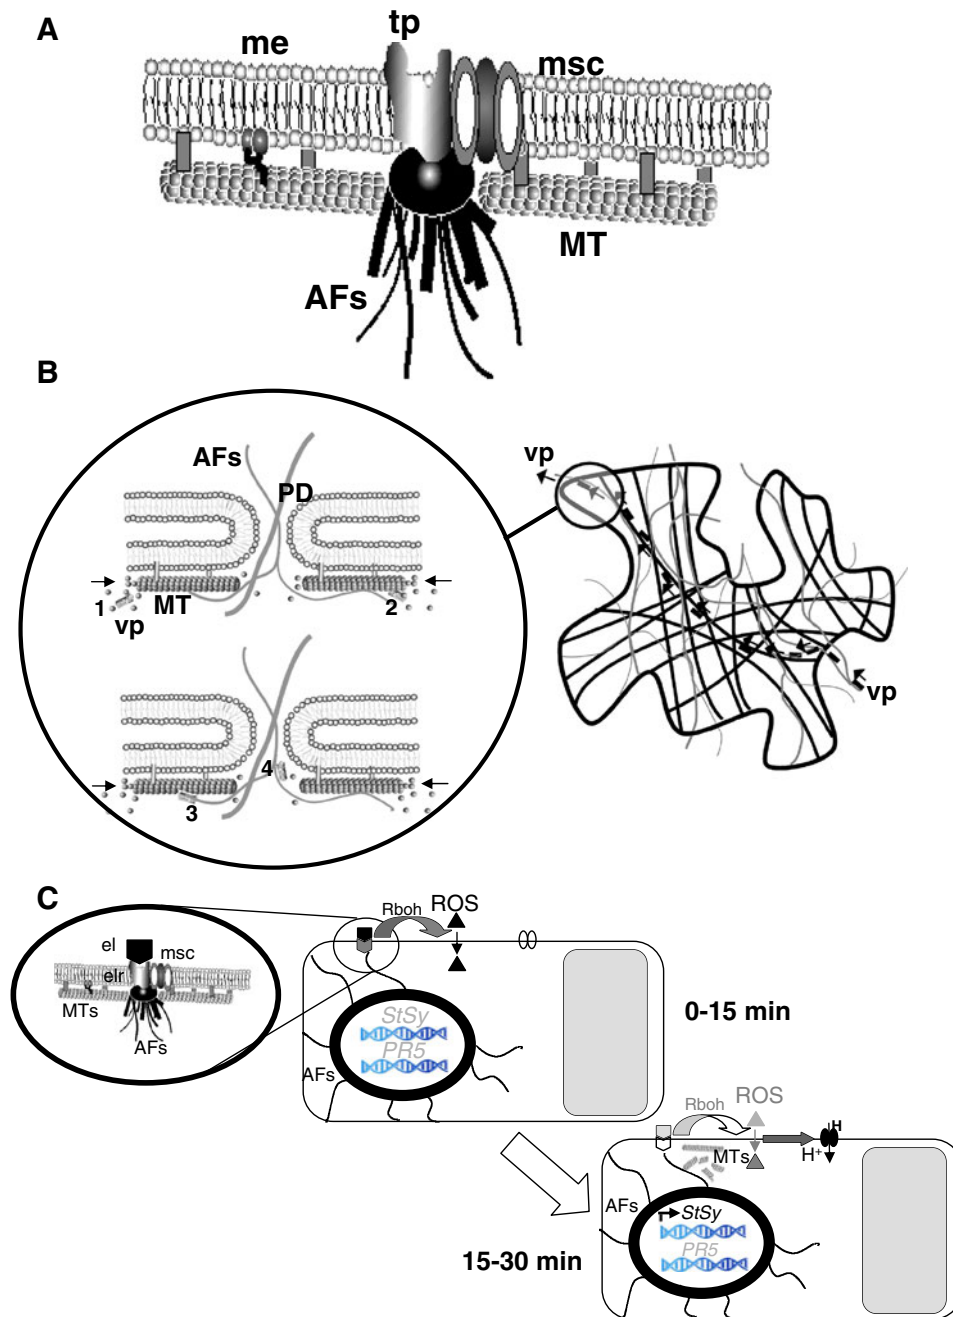 A
me
tp
msc
MT
AFs
B
AFs
PD
1
vp
MT
2
3
4
vp
vp
C
el
elr
msc
MTs
AFs
Rboh
ROS
StSy
PR5
AFs
0-15 min
Rboh
ROS
H
H+
MTs
AFs
StSy
PR5
15-30 min